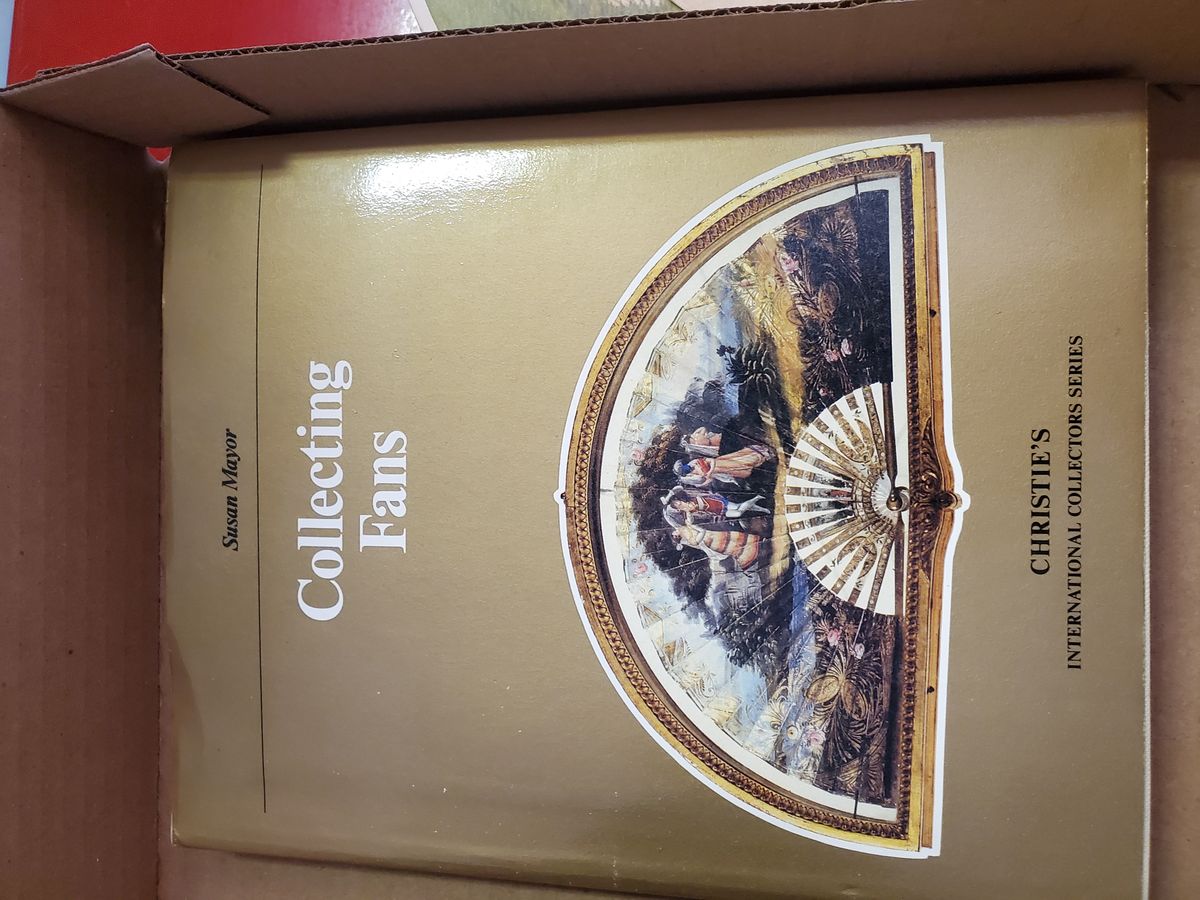 Susan Mayor
Collecting
Fans
CHRISTIE'S
INTERNATIONAL COLLECTORS SERIES